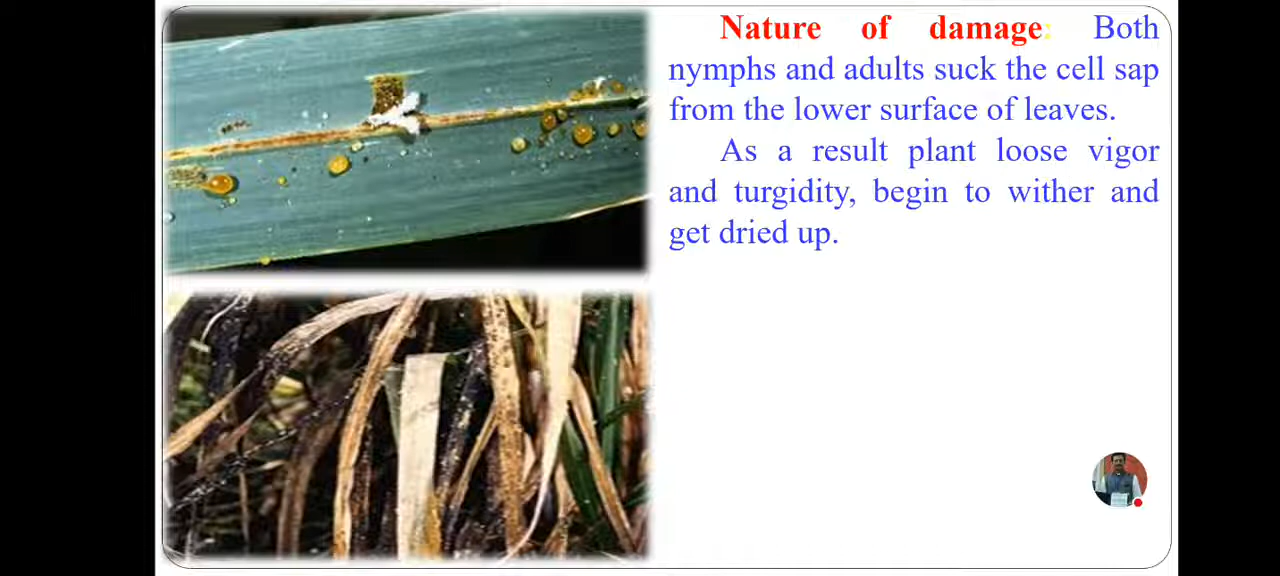 Nature of damage: Both
nymphs and adults suck the cell sap
from the lower surface of leaves.
As a result plant loose vigor
and turgidity, begin to wither and
get dried up.